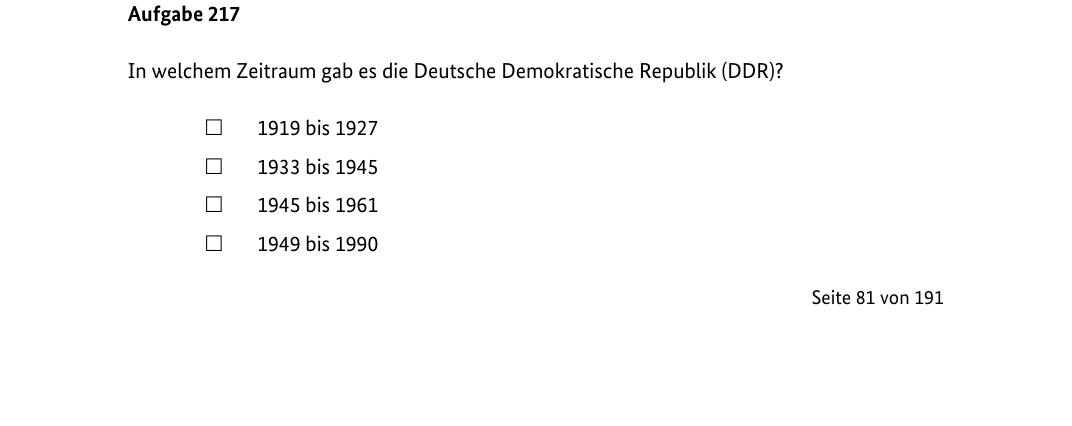 Aufgabe 217
In welchem Zeitraum gab es die Deutsche Demokratische Republik (DDR)?
☐ 1919 bis 1927
☐ 1933 bis 1945
☐ 1945 bis 1961
☐ 1949 bis 1990
Seite 81 von 191